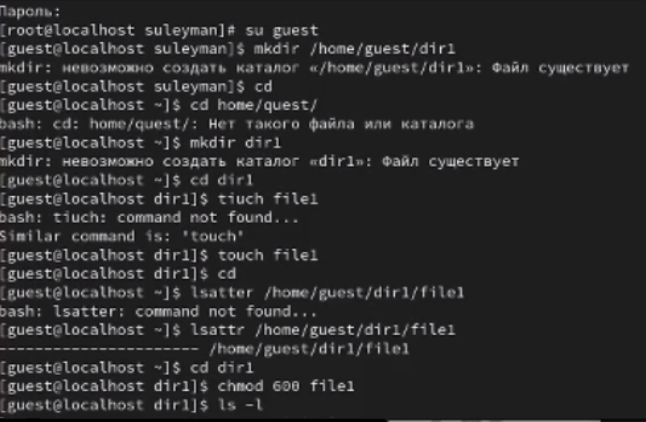 Пароль:
[root@localhost suleyman]# su guest
[guest@localhost suleyman]$ mkdir /home/guest/dir1
mkdir: невозможно создать каталог «/home/guest/dir1»: Файл существует
[guest@localhost suleyman]$ cd
[guest@localhost ~]$ cd home/quest/
bash: cd: home/quest/: Нет такого файла или каталога
[guest@localhost ~]$ mkdir dir1
mkdir: невозможно создать каталог «dir1»: Файл существует
[guest@localhost ~]$ cd dir1
[guest@localhost dir1]$ tiuch file1
bash: tiuch: command not found...
Similar command is: 'touch'
[guest@localhost dir1]$ touch file1
[guest@localhost dir1]$ cd
[guest@localhost ~]$ lsatter /home/guest/dir1/file1
bash: lsatter: command not found...
[guest@localhost ~]$ lsattr /home/guest/dir1/file1
---------------------- /home/guest/dir1/file1
[guest@localhost ~]$ cd dir1
[guest@localhost dir1]$ chmod 600 file1
[guest@localhost dir1]$ ls -l